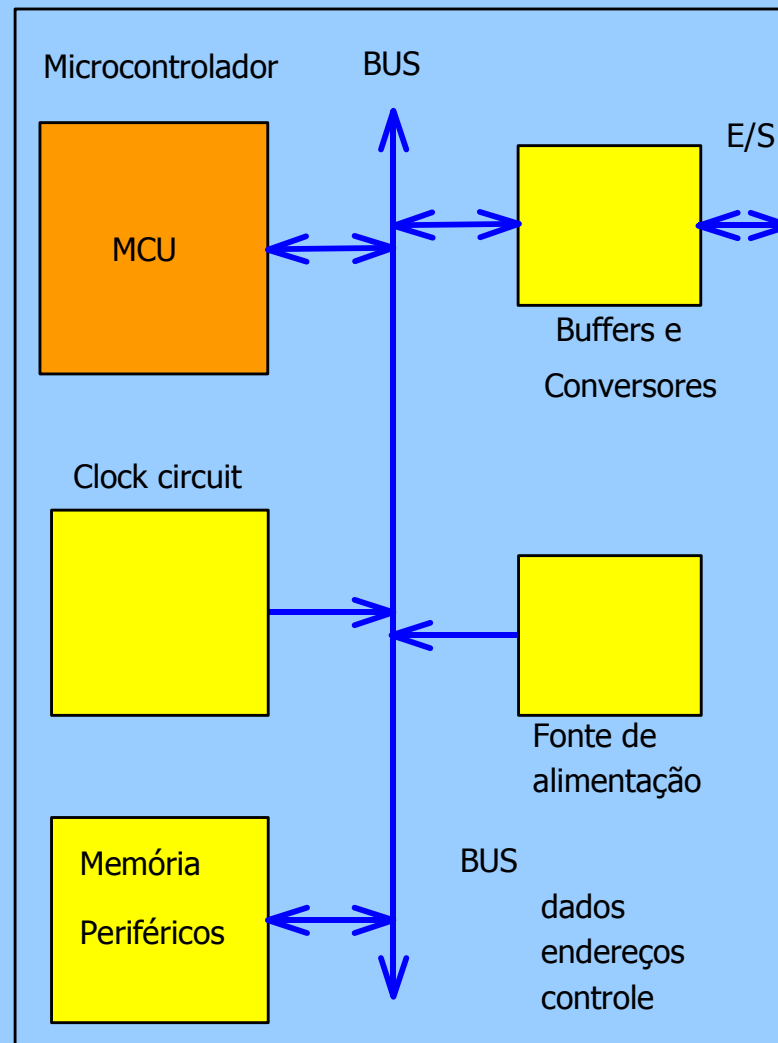 Microcontrolador
BUS
E/S
MCU
Buffers e
Conversores
Clock circuit
Fonte de
alimentação
Memória
Periféricos
BUS
dados
endereços
controle